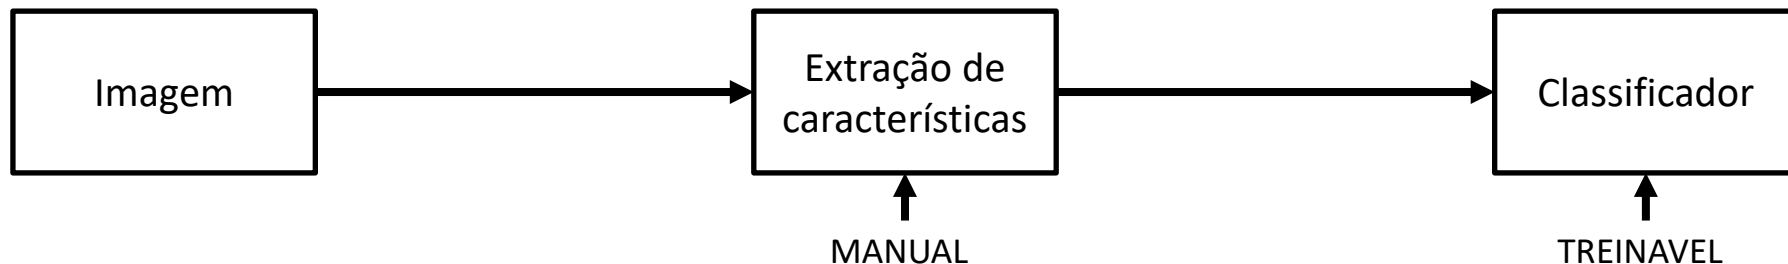 Imagem
Extração de
características
Classificador
MANUAL
TREINAVEL